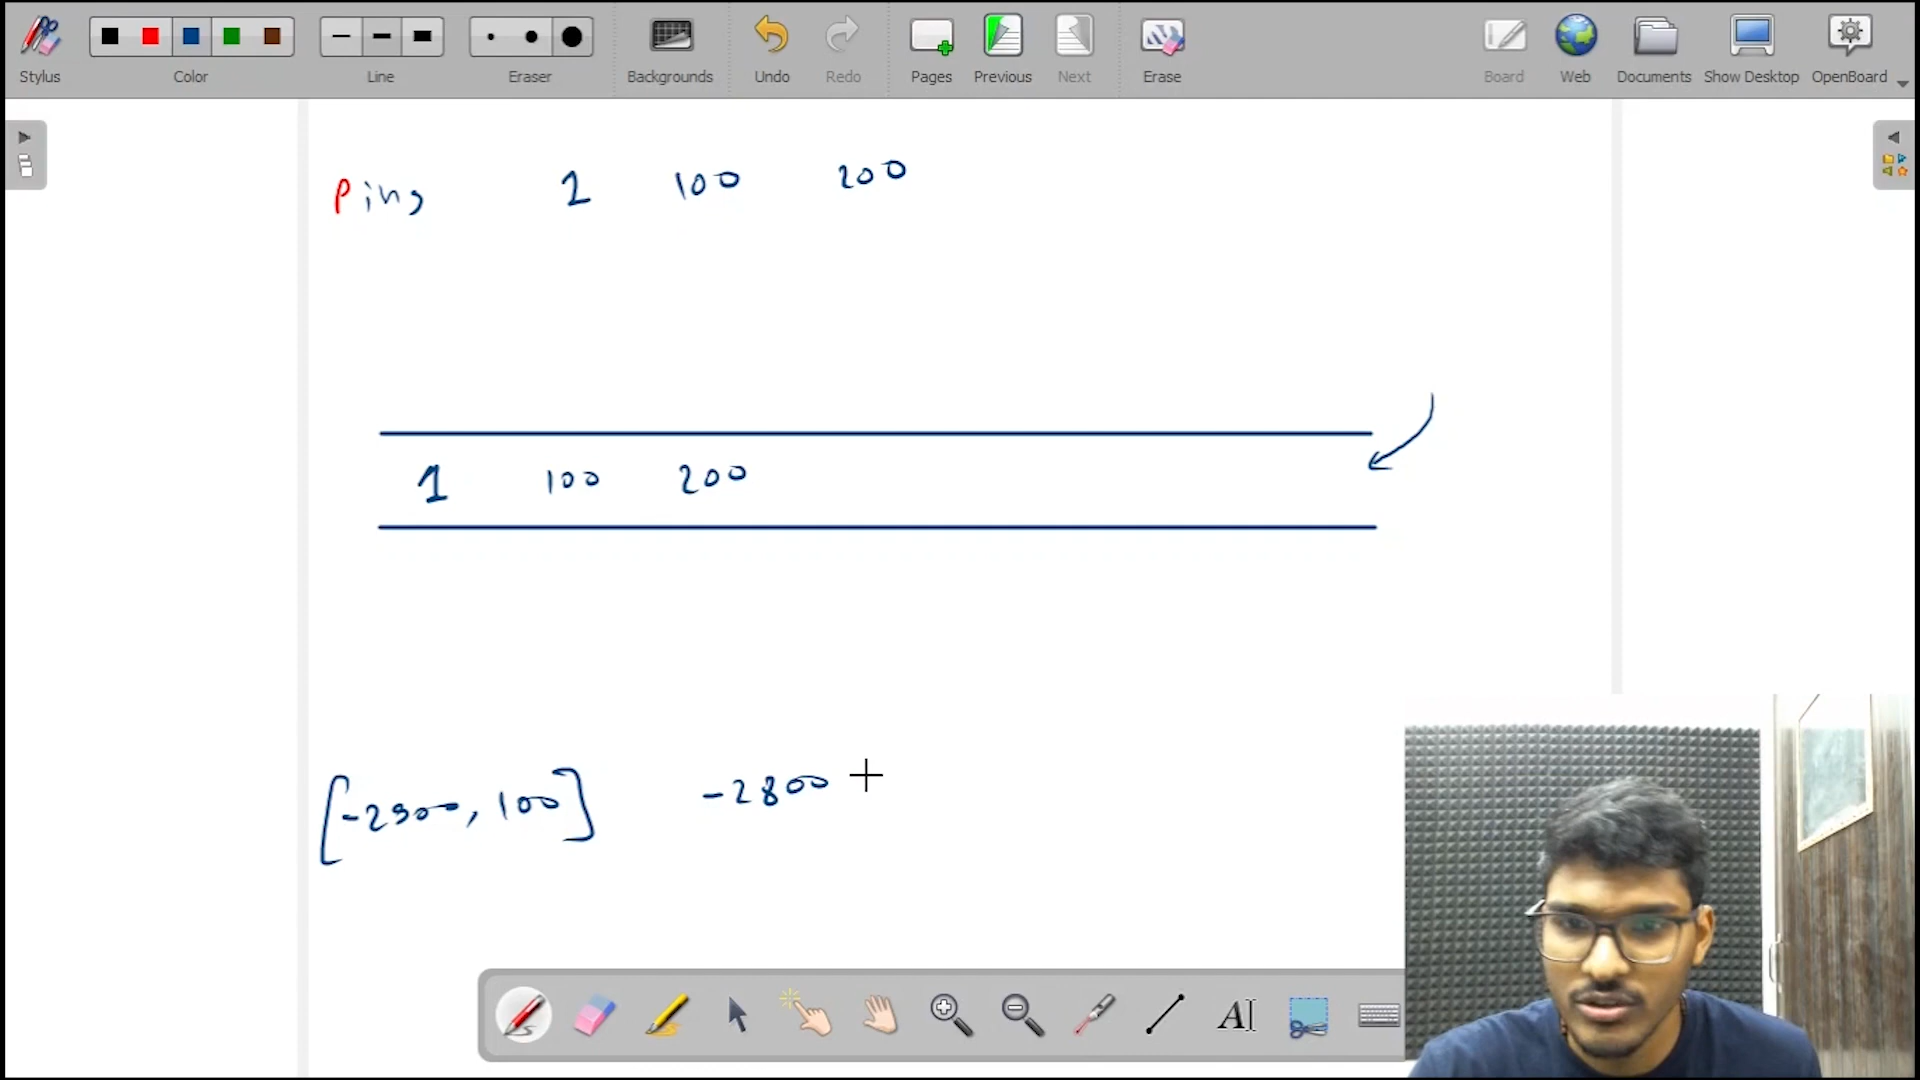 Stylus Color Line Eraser Backgrounds Undo Redo Pages Previous Next Erase Board Web Documents Show Desktop OpenBoard
Ping 1 100 200
1 100 200
[-2900, 100] -2800